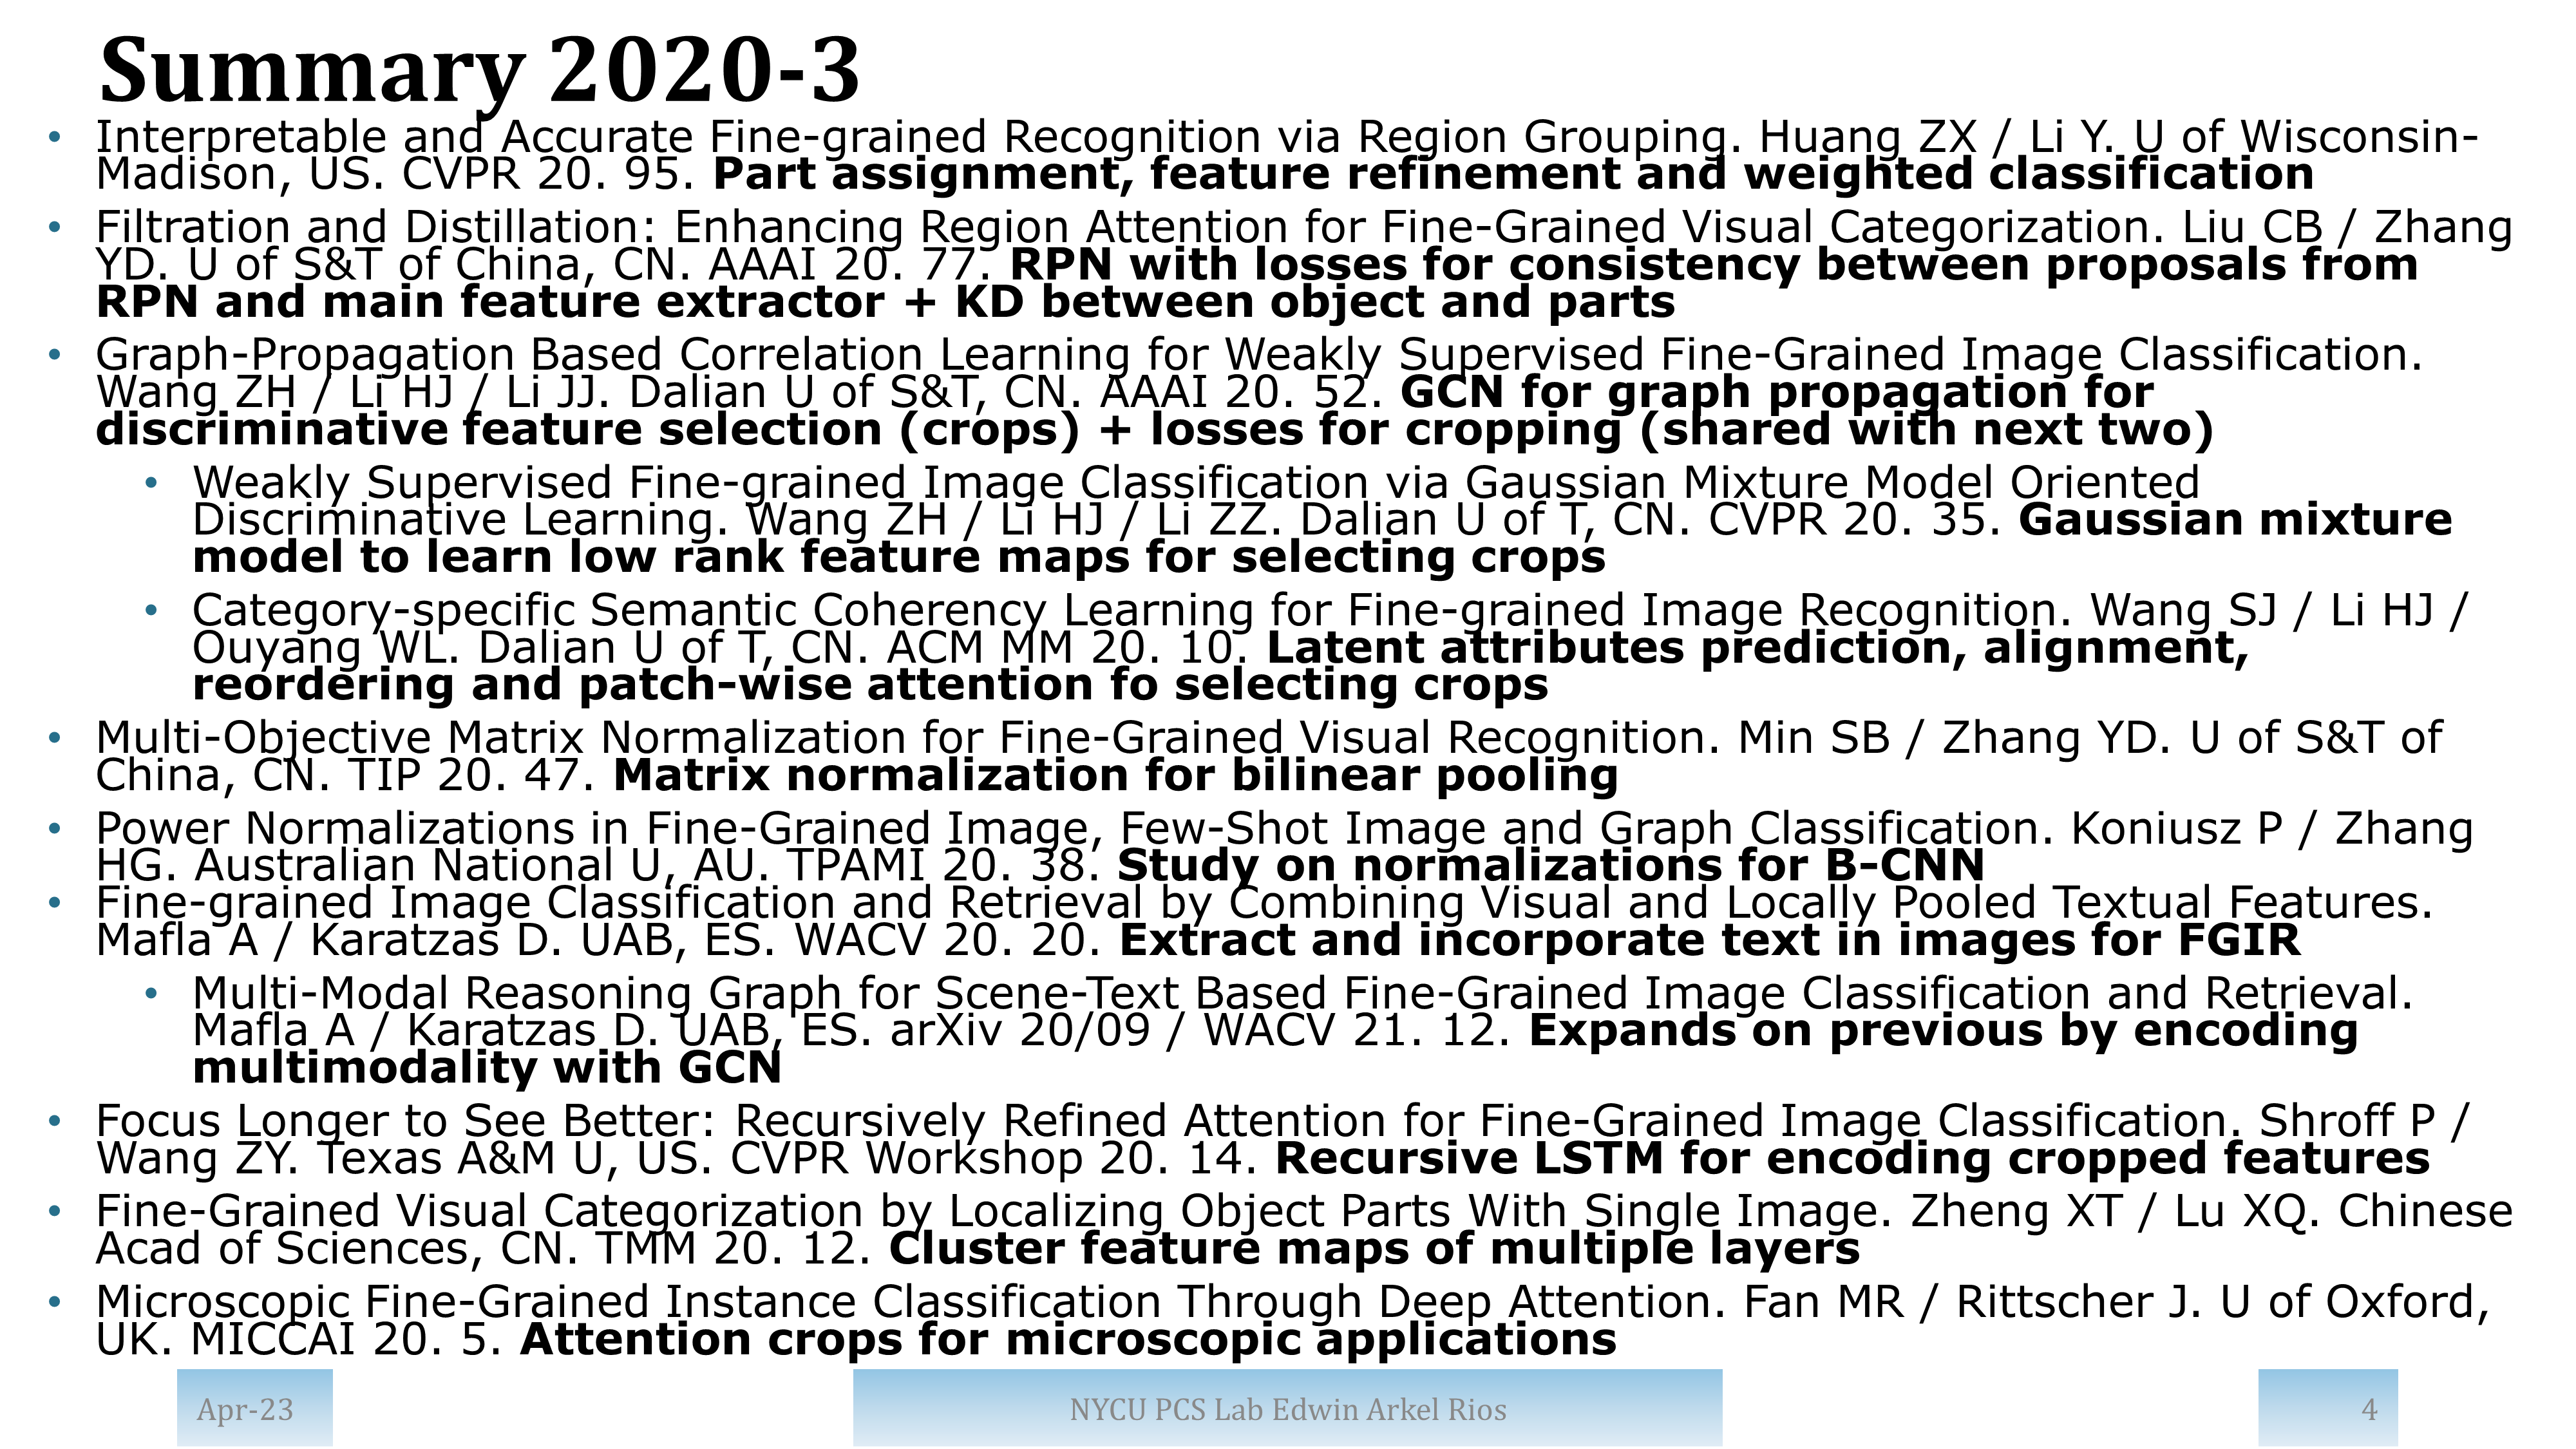 Summary 2020-3
• Interpretable and Accurate Fine-grained Recognition via Region Grouping. Huang ZX / Li Y. U of Wisconsin-
Madison, US. CVPR 20. 95. Part assignment, feature refinement and weighted classification
• Filtration and Distillation: Enhancing Region Attention for Fine-Grained Visual Categorization. Liu CB / Zhang
YD. U of S&T of China, CN. AAAI 20. 77. RPN with losses for consistency between proposals from
RPN and main feature extractor + KD between object and parts
• Graph-Propagation Based Correlation Learning for Weakly Supervised Fine-Grained Image Classification.
Wang ZH / Li HJ / Li JJ. Dalian U of S&T, CN. AAAI 20. 52. GCN for graph propagation for
discriminative feature selection (crops) + losses for cropping (shared with next two)
• Weakly Supervised Fine-grained Image Classification via Gaussian Mixture Model Oriented
Discriminative Learning. Wang ZH / Li HJ / Li ZZ. Dalian U of T, CN. CVPR 20. 35. Gaussian mixture
model to learn low rank feature maps for selecting crops
• Category-specific Semantic Coherency Learning for Fine-grained Image Recognition. Wang SJ / Li HJ /
Ouyang WL. Dalian U of T, CN. ACM MM 20. 10. Latent attributes prediction, alignment,
reordering and patch-wise attention fo selecting crops
• Multi-Objective Matrix Normalization for Fine-Grained Visual Recognition. Min SB / Zhang YD. U of S&T of
China, CN. TIP 20. 47. Matrix normalization for bilinear pooling
• Power Normalizations in Fine-Grained Image, Few-Shot Image and Graph Classification. Koniusz P / Zhang
HG. Australian National U, AU. TPAMI 20. 38. Study on normalizations for B-CNN
• Fine-grained Image Classification and Retrieval by Combining Visual and Locally Pooled Textual Features.
Mafla A / Karatzas D. UAB, ES. WACV 20. 20. Extract and incorporate text in images for FGIR
• Multi-Modal Reasoning Graph for Scene-Text Based Fine-Grained Image Classification and Retrieval.
Mafla A / Karatzas D. UAB, ES. arXiv 20/09 / WACV 21. 12. Expands on previous by encoding
multimodality with GCN
• Focus Longer to See Better: Recursively Refined Attention for Fine-Grained Image Classification. Shroff P /
Wang ZY. Texas A&M U, US. CVPR Workshop 20. 14. Recursive LSTM for encoding cropped features
• Fine-Grained Visual Categorization by Localizing Object Parts With Single Image. Zheng XT / Lu XQ. Chinese
Acad of Sciences, CN. TMM 20. 12. Cluster feature maps of multiple layers
• Microscopic Fine-Grained Instance Classification Through Deep Attention. Fan MR / Rittscher J. U of Oxford,
UK. MICCAI 20. 5. Attention crops for microscopic applications
Apr-23
NYCU PCS Lab Edwin Arkel Rios
4